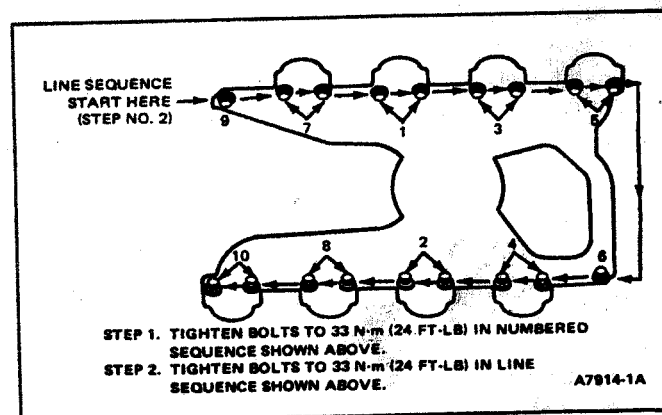 LINE SEQUENCE
START HERE
(STEP NO. 2)
9
7
1
3
5
10
8
2
4
6
STEP 1. TIGHTEN BOLTS TO 33 N·m (24 FT-LB) IN NUMBERED
SEQUENCE SHOWN ABOVE.
STEP 2. TIGHTEN BOLTS TO 33 N·m (24 FT-LB) IN LINE
SEQUENCE SHOWN ABOVE.
A7914-1A